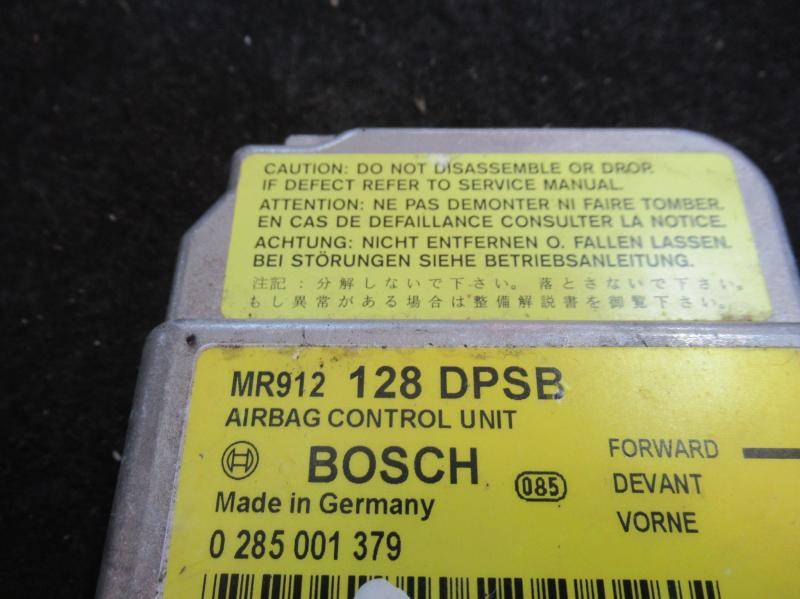 CAUTION: DO NOT DISASSEMBLE OR DROP.
IF DEFECT REFER TO SERVICE MANUAL.
ATTENTION: NE PAS DEMONTER NI FAIRE TOMBER.
EN CAS DE DEFAILLANCE CONSULTER LA NOTICE.
ACHTUNG: NICHT ENTFERNEN O. FALLEN LASSEN.
BEI STÖRUNGEN SIEHE BETRIEBSANLEITUNG.
注記：分解しないで下さい。落とさないで下さい。
もし異常がある場合は整備解説書を御覧下さい。
MR912 128 DPSB
AIRBAG CONTROL UNIT
BOSCH 085
Made in Germany
0 285 001 379
FORWARD
DEVANT
VORNE